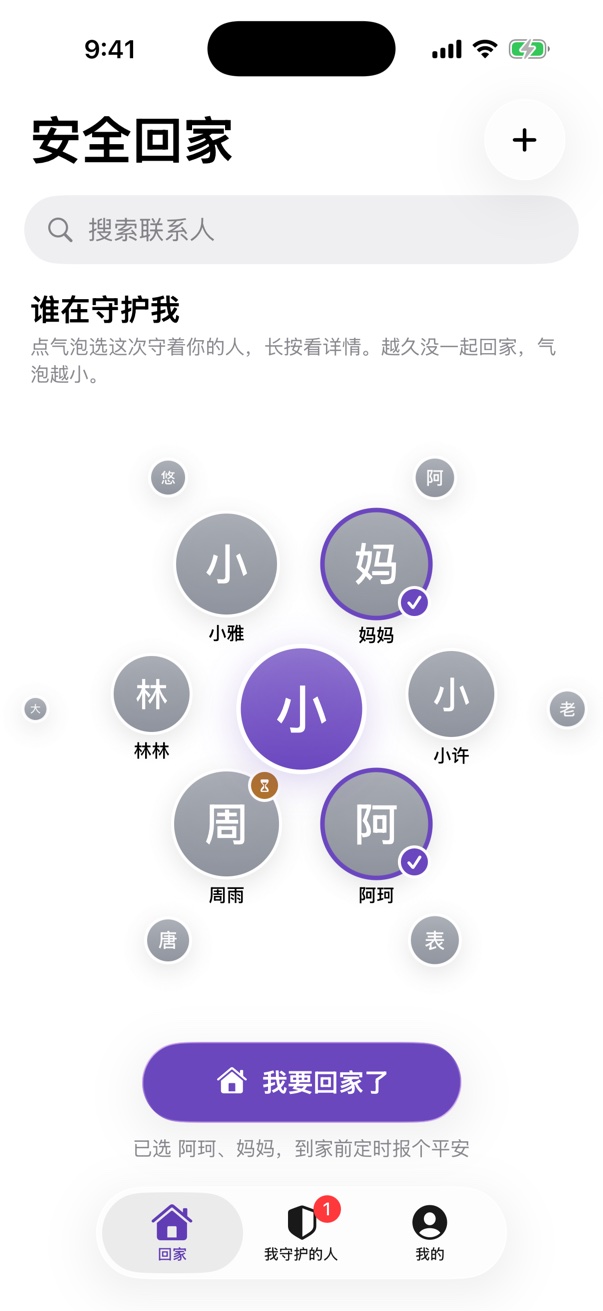 9:41
安全回家
搜索联系人
谁在守护我
点气泡选这次守着你的人，长按看详情。越久没一起回家，气
泡越小。
悠
阿
小
妈
小雅
妈妈
林
小
小
大
老
林林
小许
周
阿
周雨
阿珂
唐
表
我要回家了
已选 阿珂、妈妈，到家前定时报个平安
1
回家
我守护的人
我的